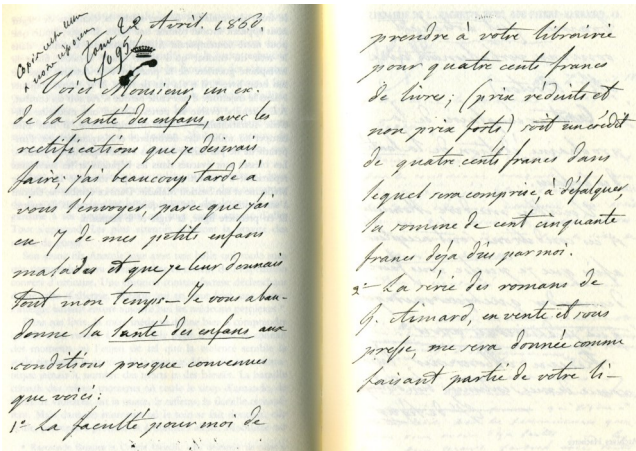 Avril. 1860.
Voici Monsieur, un ex.
de la Santé des enfans, avec les
rectifications que je desirais
faire; j'ai beaucoup tardé à
vous l'envoyer, parce que j'ai
eu 7 de mes petits enfans
malades et que je leur donnais
tout mon temps - Je vous aban-
donne la Santé des enfans aux
conditions presque convenues
que voici:
1º La faculté pour moi de
prendre à votre librairie
pour quatre cents francs
de livres; (prix réduits et
non prix forts) soit un crédit
de quatre cents francs dans
lequel sera comprise, à défalquer,
la somme de cent cinquante
francs déja dûs par moi.
2º La série des romans de
G. Aimard, en vente et sous
presse, me sera donnée comme
faisant partie de votre li-